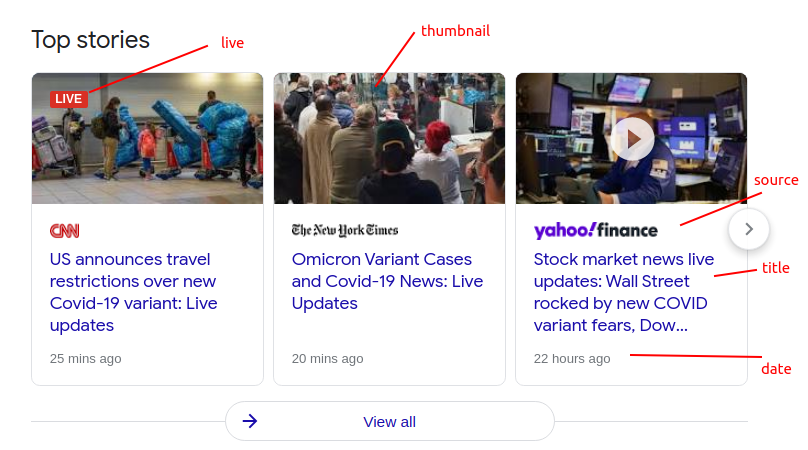 thumbnail
Top stories
live
LIVE
source
CNN
The New York Times
yahoo!finance
US announces travel
restrictions over new
Covid-19 variant: Live
updates
Omicron Variant Cases
and Covid-19 News: Live
Updates
Stock market news live
updates: Wall Street
rocked by new COVID
variant fears, Dow...
title
25 mins ago
20 mins ago
22 hours ago
date
View all